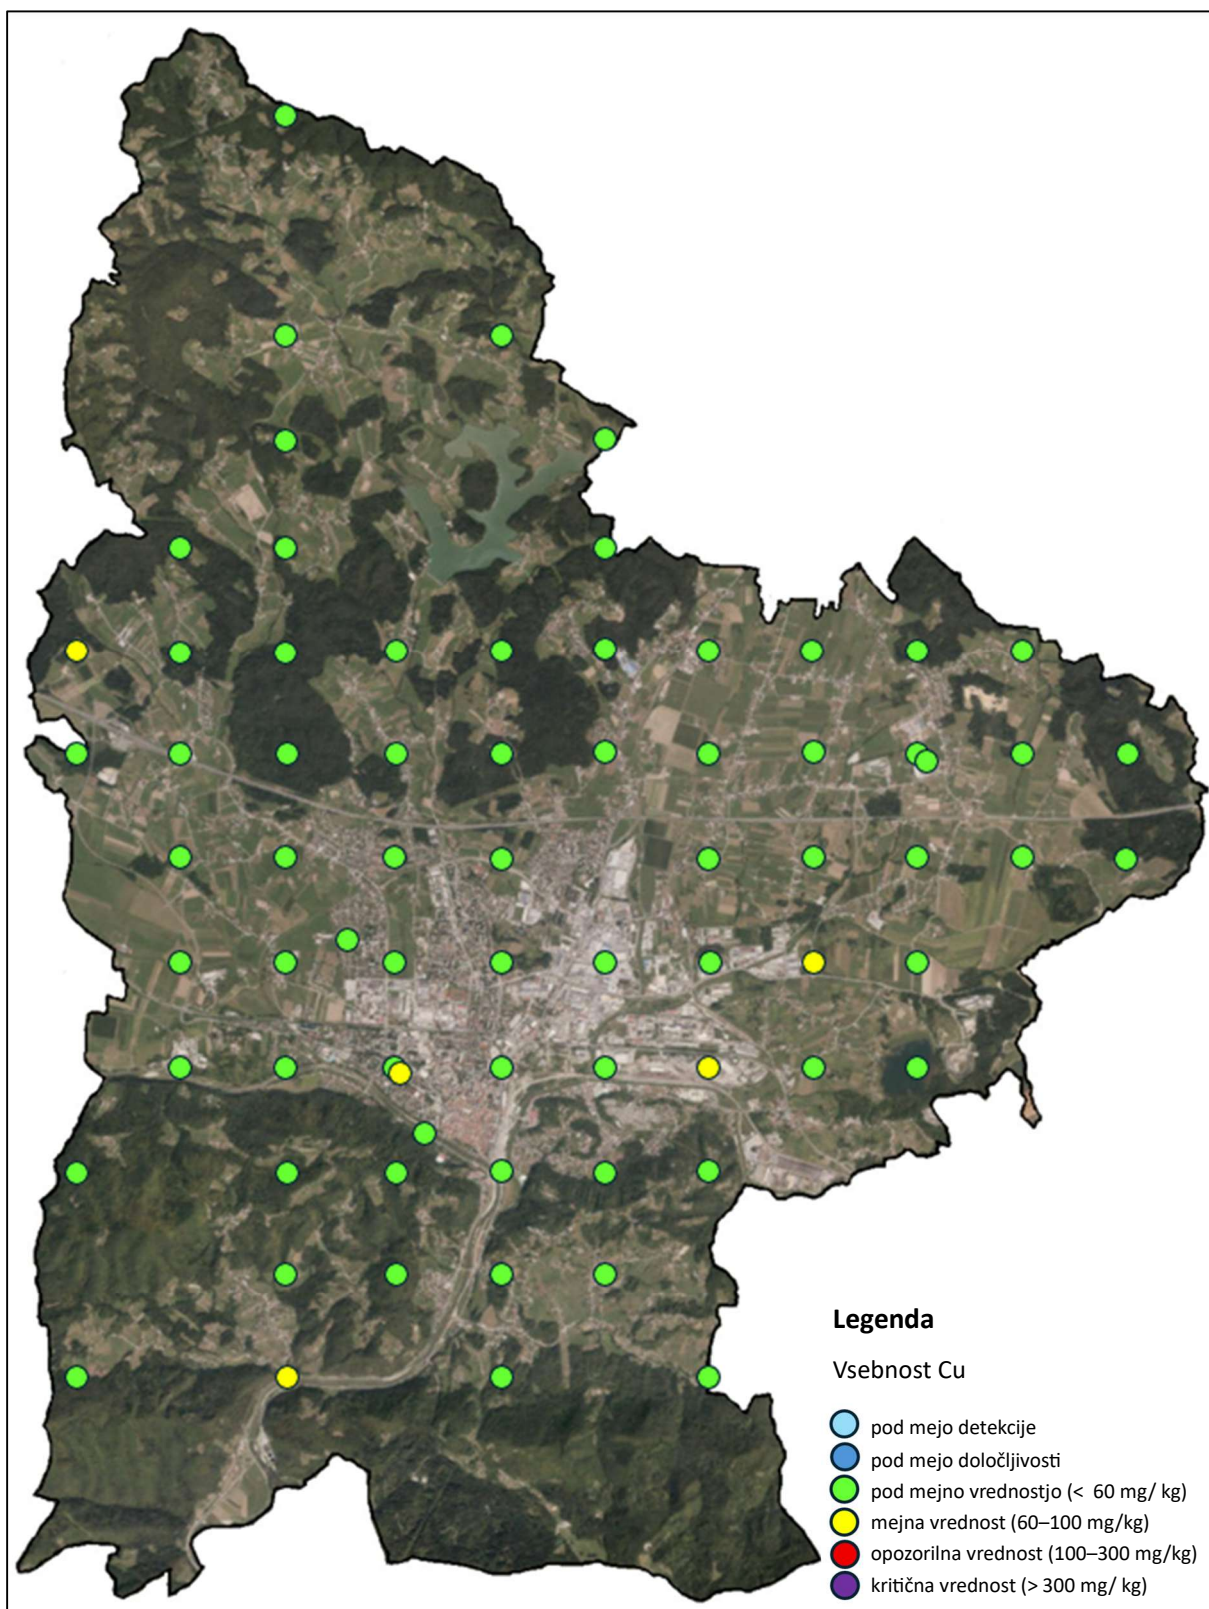 Legenda
Vsebnost Cu
pod mejo detekcije
pod mejo določljivosti
pod mejno vrednostjo (< 60 mg/ kg)
mejna vrednost (60–100 mg/kg)
opozorilna vrednost (100–300 mg/kg)
kritična vrednost (> 300 mg/ kg)